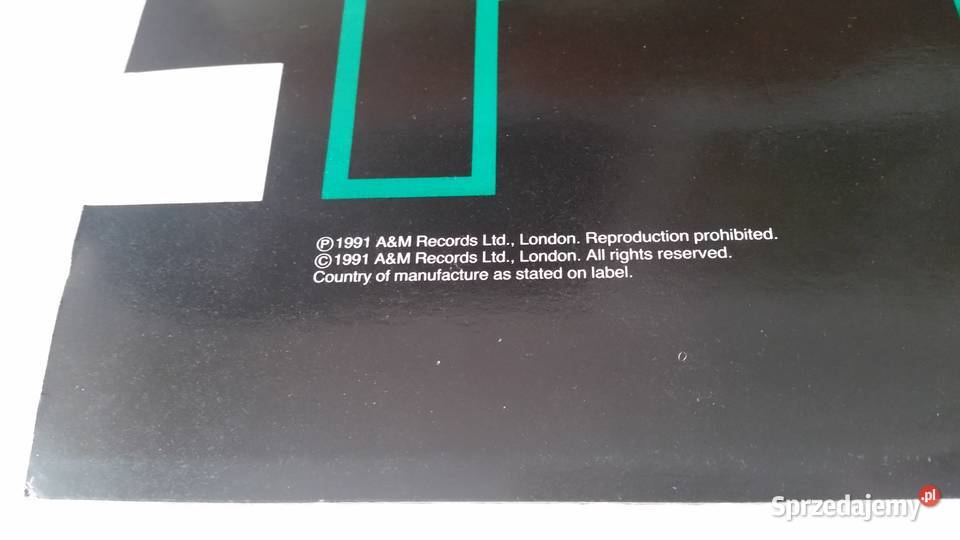 Ⓟ1991 A&M Records Ltd., London. Reproduction prohibited.
©1991 A&M Records Ltd., London. All rights reserved.
Country of manufacture as stated on label.
Sprzedajemy.pl